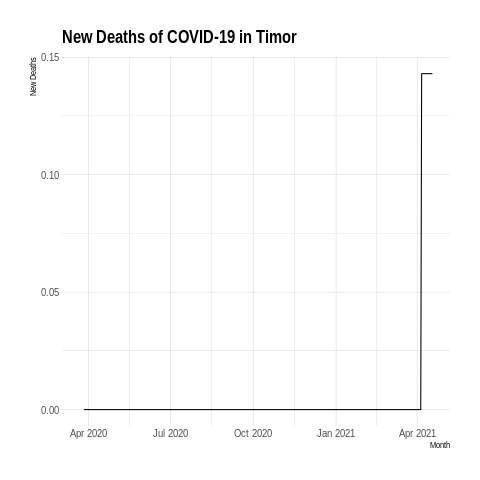 New Deaths of COVID-19 in Timor
New Deaths
0.15
0.10
0.05
0.00
Apr 2020 Jul 2020 Oct 2020 Jan 2021 Apr 2021
Month